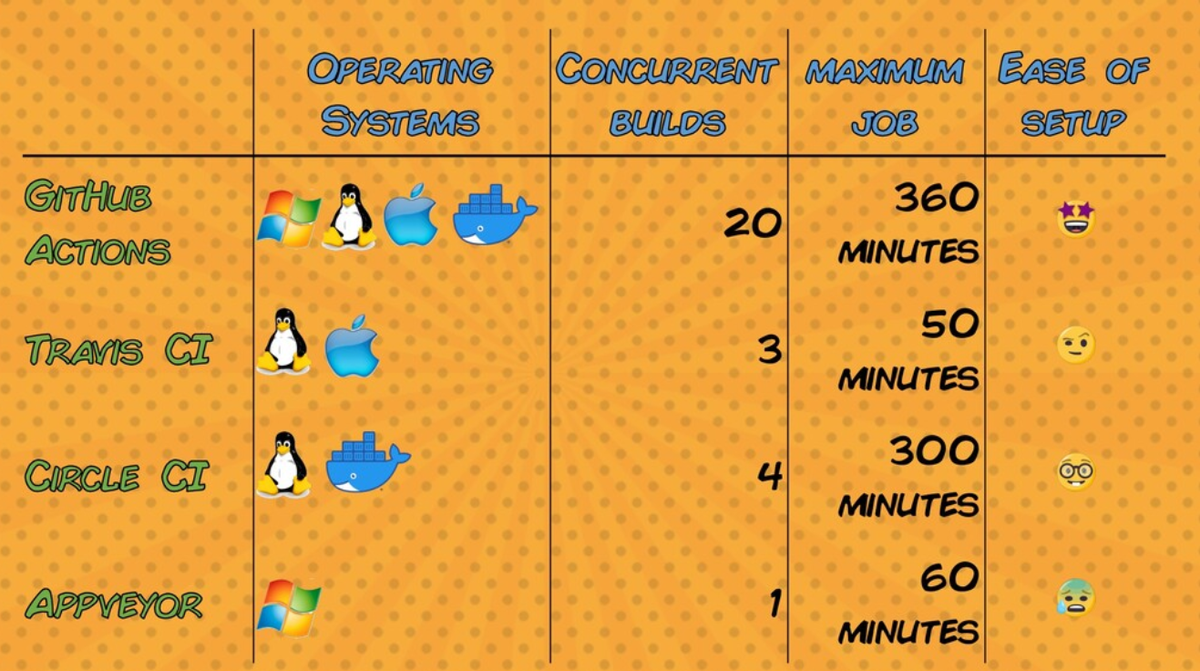 Operating Systems
Concurrent builds
maximum job
Ease of setup
GitHub Actions
20
360 minutes
Travis CI
3
50 minutes
Circle CI
4
300 minutes
Appveyor
1
60 minutes